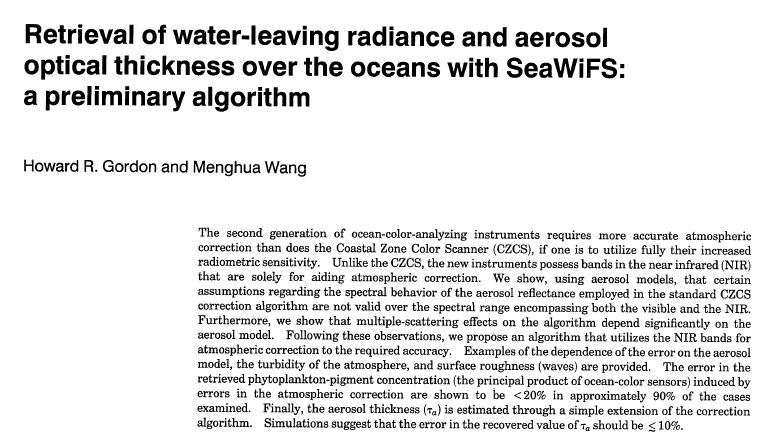 Retrieval of water-leaving radiance and aerosol
optical thickness over the oceans with SeaWiFS:
a preliminary algorithm
Howard R. Gordon and Menghua Wang
The second generation of ocean-color-analyzing instruments requires more accurate atmospheric
correction than does the Coastal Zone Color Scanner (CZCS), if one is to utilize fully their increased
radiometric sensitivity. Unlike the CZCS, the new instruments possess bands in the near infrared (NIR)
that are solely for aiding atmospheric correction. We show, using aerosol models, that certain
assumptions regarding the spectral behavior of the aerosol reflectance employed in the standard CZCS
correction algorithm are not valid over the spectral range encompassing both the visible and the NIR.
Furthermore, we show that multiple-scattering effects on the algorithm depend significantly on the
aerosol model. Following these observations, we propose an algorithm that utilizes the NIR bands for
atmospheric correction to the required accuracy. Examples of the dependence of the error on the aerosol
model, the turbidity of the atmosphere, and surface roughness (waves) are provided. The error in the
retrieved phytoplankton-pigment concentration (the principal product of ocean-color sensors) induced by
errors in the atmospheric correction are shown to be <20% in approximately 90% of the cases
examined. Finally, the aerosol thickness (τₐ) is estimated through a simple extension of the correction
algorithm. Simulations suggest that the error in the recovered value of τₐ should be ≲ 10%.